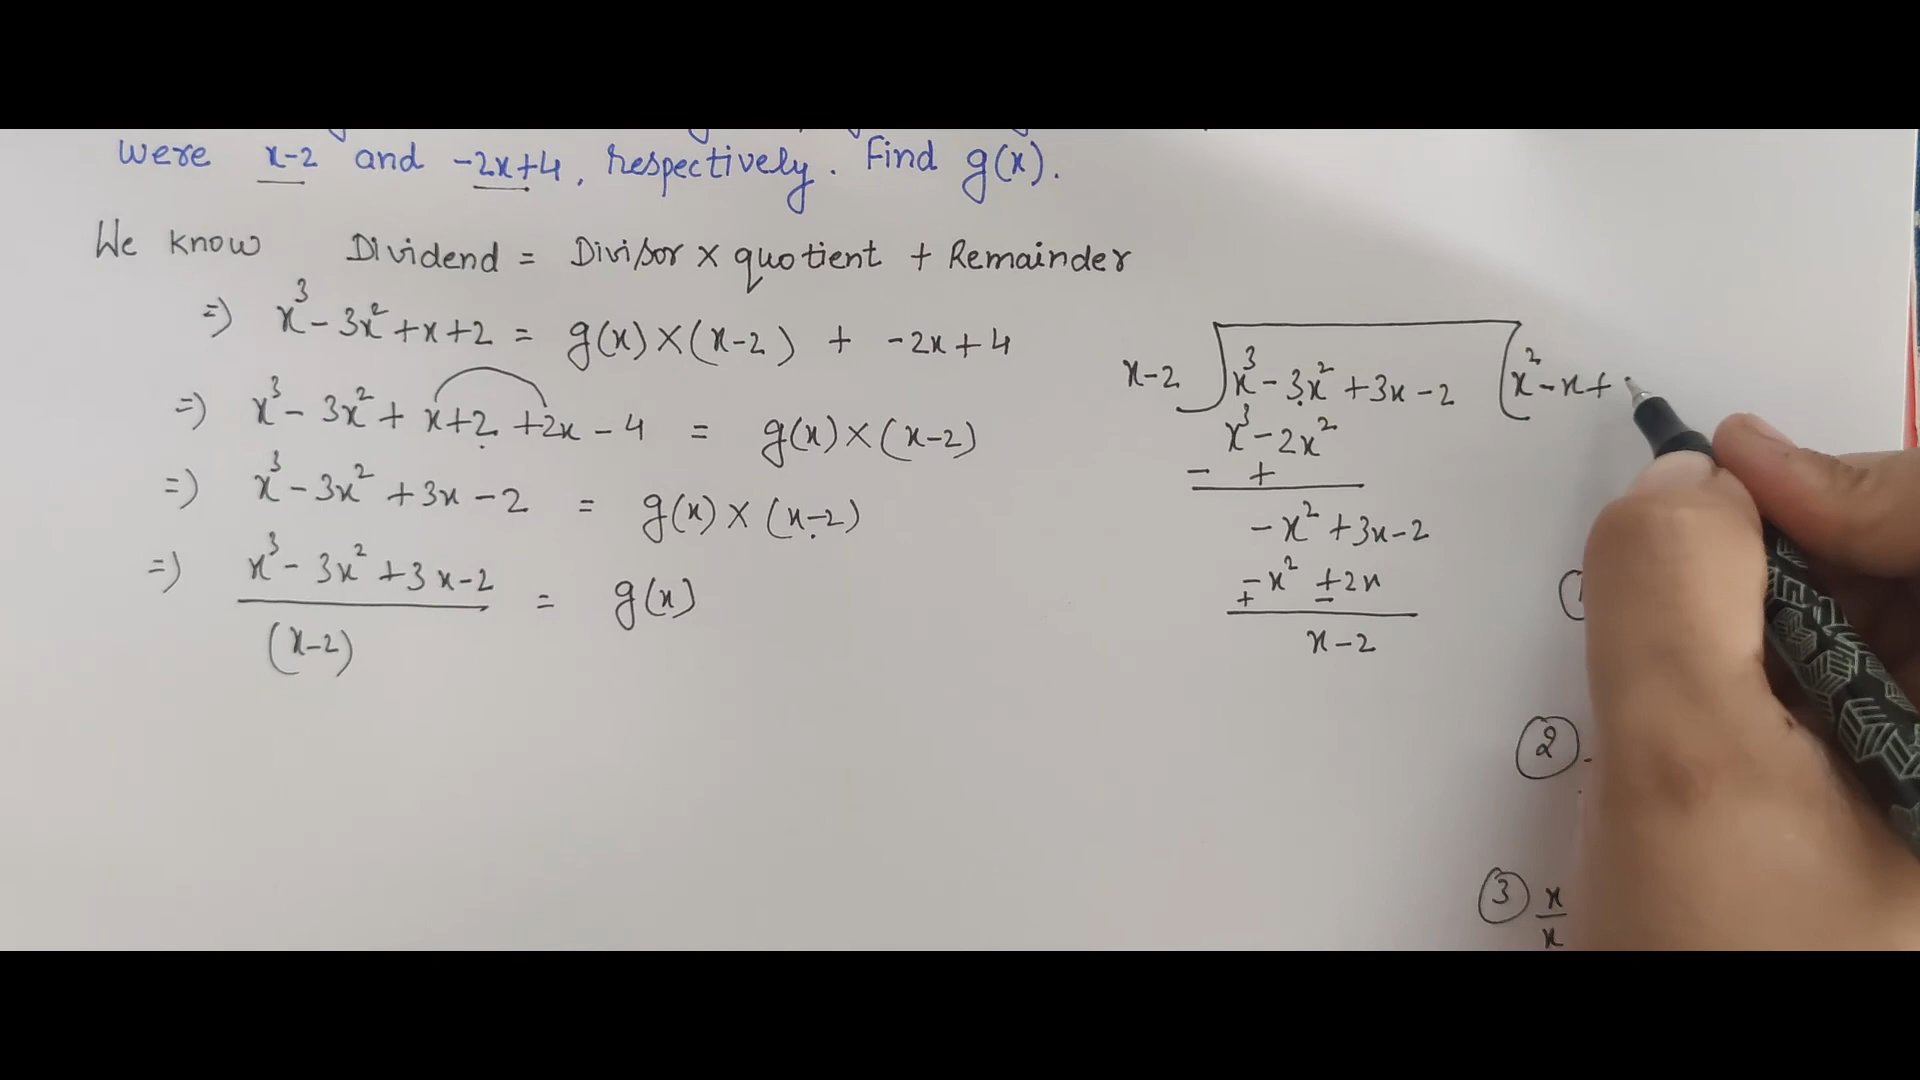 were x-2 and -2x+4, respectively. Find g(x).
We know Dividend = Divisor × quotient + Remainder
=) x³ - 3x² + x + 2 = g(x) × (x-2) + -2x + 4
=) x³ - 3x² + x+2 +2x - 4 = g(x) × (x-2)
=) x³ - 3x² + 3x - 2 = g(x) × (x-2)
=) x³ - 3x² + 3x - 2 = g(x)
(x-2)
x-2 x³ - 3x² + 3x - 2 x² - x +
x³ - 2x²
- +
-x² + 3x - 2
-x² + 2x
+ -
x - 2
2
3 x
x